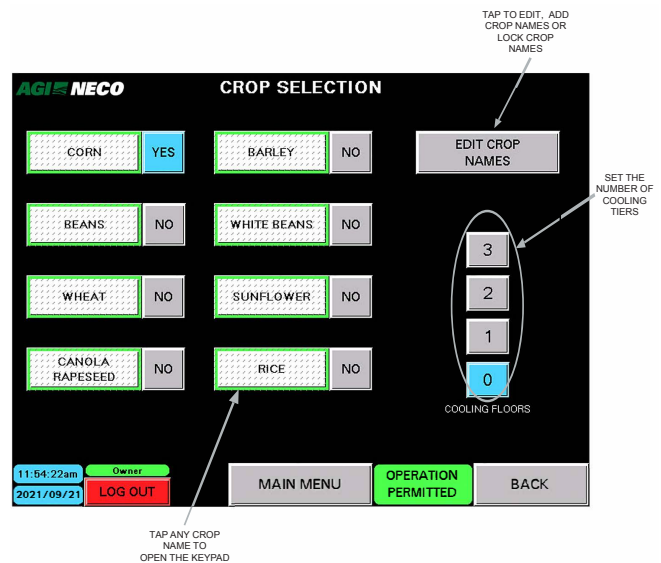 TAP TO EDIT, ADD
CROP NAMES OR
LOCK CROP
NAMES
AGI NECO
CROP SELECTION
CORN YES
BARLEY NO
EDIT CROP
NAMES
SET THE
NUMBER OF
COOLING
TIERS
BEANS NO
WHITE BEANS NO
3
WHEAT NO
SUNFLOWER NO
2
1
CANOLA
RAPESEED NO
RICE NO
0
COOLING FLOORS
11:54:22am
Owner
2021/09/21
LOG OUT
MAIN MENU
OPERATION
PERMITTED
BACK
TAP ANY CROP
NAME TO
OPEN THE KEYPAD